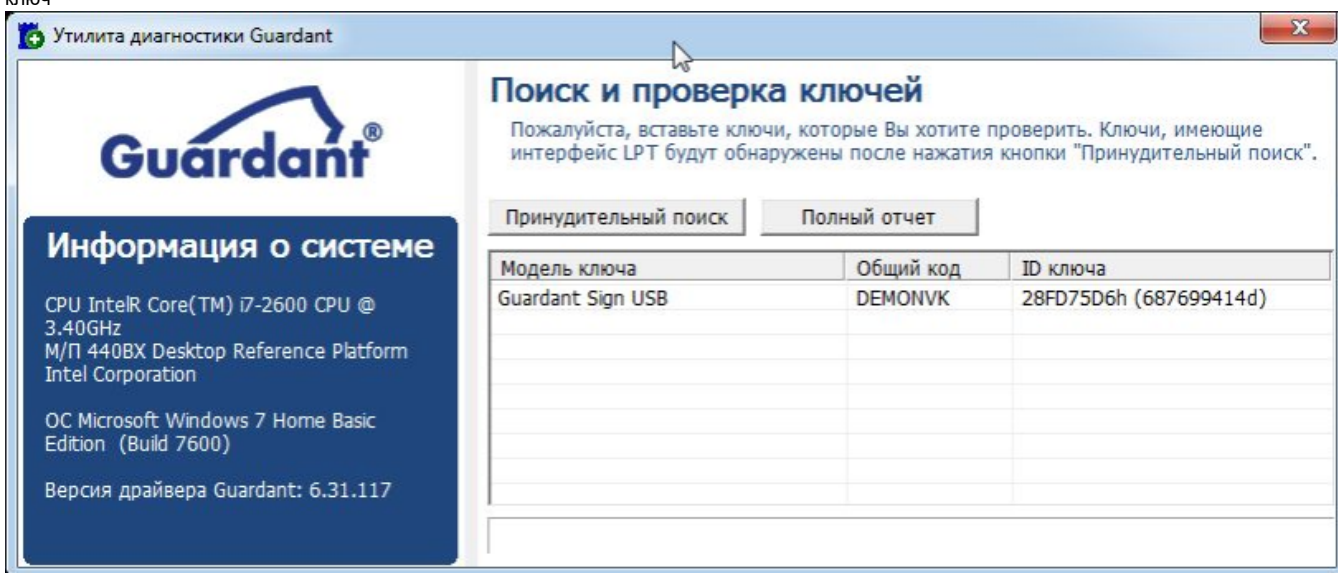 ключ
Утилита диагностики Guardant
Guardant®
Поиск и проверка ключей
Пожалуйста, вставьте ключи, которые Вы хотите проверить. Ключи, имеющие
интерфейс LPT будут обнаружены после нажатия кнопки "Принудительный поиск".
Принудительный поиск
Полный отчет
Модель ключа Общий код ID ключа
Guardant Sign USB DEMONVK 28FD75D6h (687699414d)
Информация о системе
CPU IntelR Core(TM) i7-2600 CPU @
3.40GHz
М/П 440BX Desktop Reference Platform
Intel Corporation
ОС Microsoft Windows 7 Home Basic
Edition (Build 7600)
Версия драйвера Guardant: 6.31.117